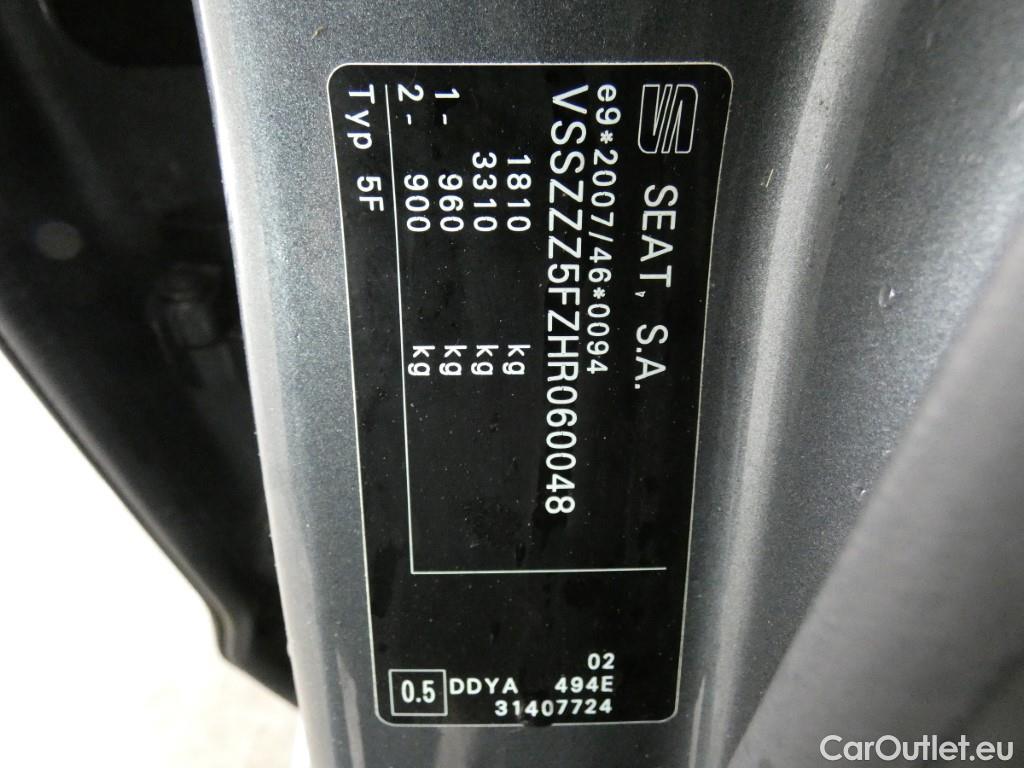 SEAT, S.A.
e9*2007/46*0094
VSSZZZ5FZHR060048
1810 kg
3310 kg
1- 960 kg
2- 900 kg
Typ 5F
02
0.5 DDYA 494E
31407724
CarOutlet.eu